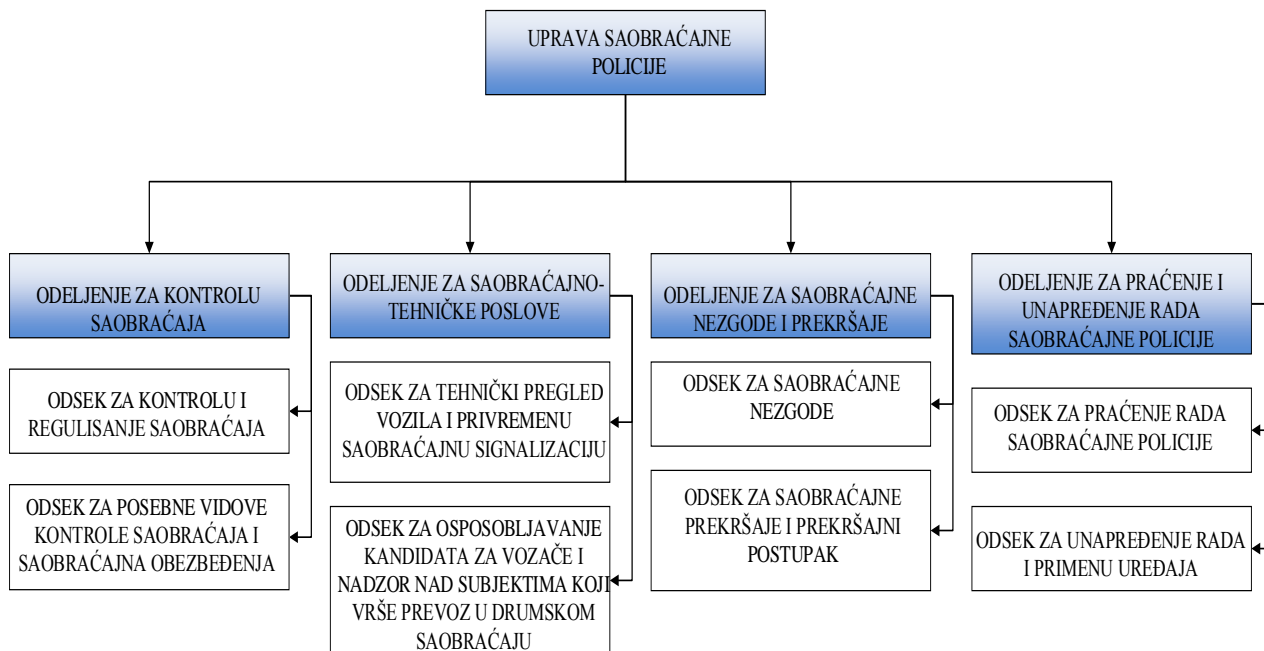 UPRAVA SAOBRAĆAJNE
POLICIJE
ODELJENJE ZA KONTROLU
SAOBRAĆAJA
ODSEK ZA KONTROLU I
REGULISANJE SAOBRAĆAJA
ODSEK ZA POSEBNE VIDOVE
KONTROLE SAOBRAĆAJA I
SAOBRAĆAJNA OBEZBEĐENJA
ODELJENJE ZA SAOBRAĆAJNO-
TEHNIČKE POSLOVE
ODSEK ZA TEHNIČKI PREGLED
VOZILA I PRIVREMENU
SAOBRAĆAJNU SIGNALIZACIJU
ODSEK ZA OSPOSOBLJAVANJE
KANDIDATA ZA VOZAČE I
NADZOR NAD SUBJEKTIMA KOJI
VRŠE PREVOZ U DRUMSKOM
SAOBRAĆAJU
ODELJENJE ZA SAOBRAĆAJNE
NEZGODE I PREKRŠAJE
ODSEK ZA SAOBRAĆAJNE
NEZGODE
ODSEK ZA SAOBRAĆAJNE
PREKRŠAJE I PREKRŠAJNI
POSTUPAK
ODELJENJE ZA PRAĆENJE I
UNAPREĐENJE RADA
SAOBRAĆAJNE POLICIJE
ODSEK ZA PRAĆENJE RADA
SAOBRAĆAJNE POLICIJE
ODSEK ZA UNAPREĐENJE RADA
I PRIMENU UREĐAJA